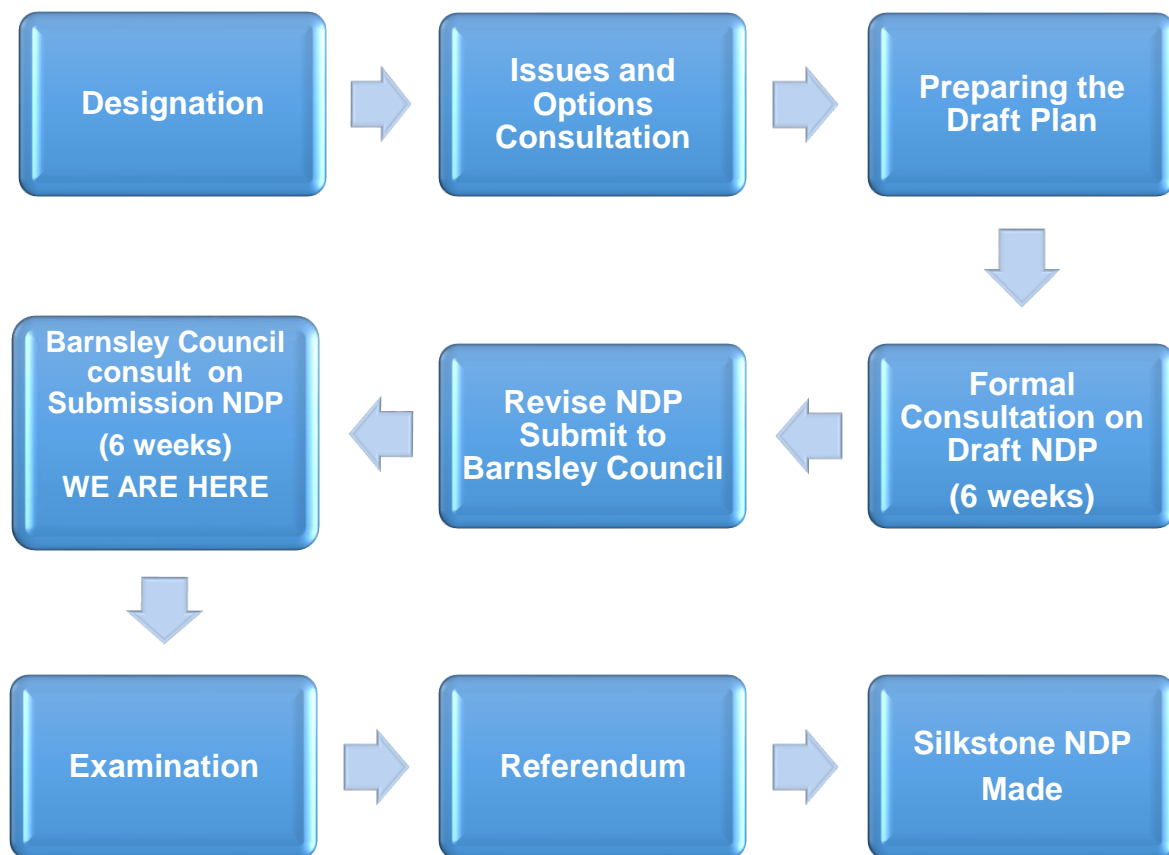 Designation
Issues and
Options
Consultation
Preparing the
Draft Plan
Formal
Consultation on
Draft NDP
(6 weeks)
Revise NDP
Submit to
Barnsley Council
Barnsley Council
consult on
Submission NDP
(6 weeks)
WE ARE HERE
Examination
Referendum
Silkstone NDP
Made